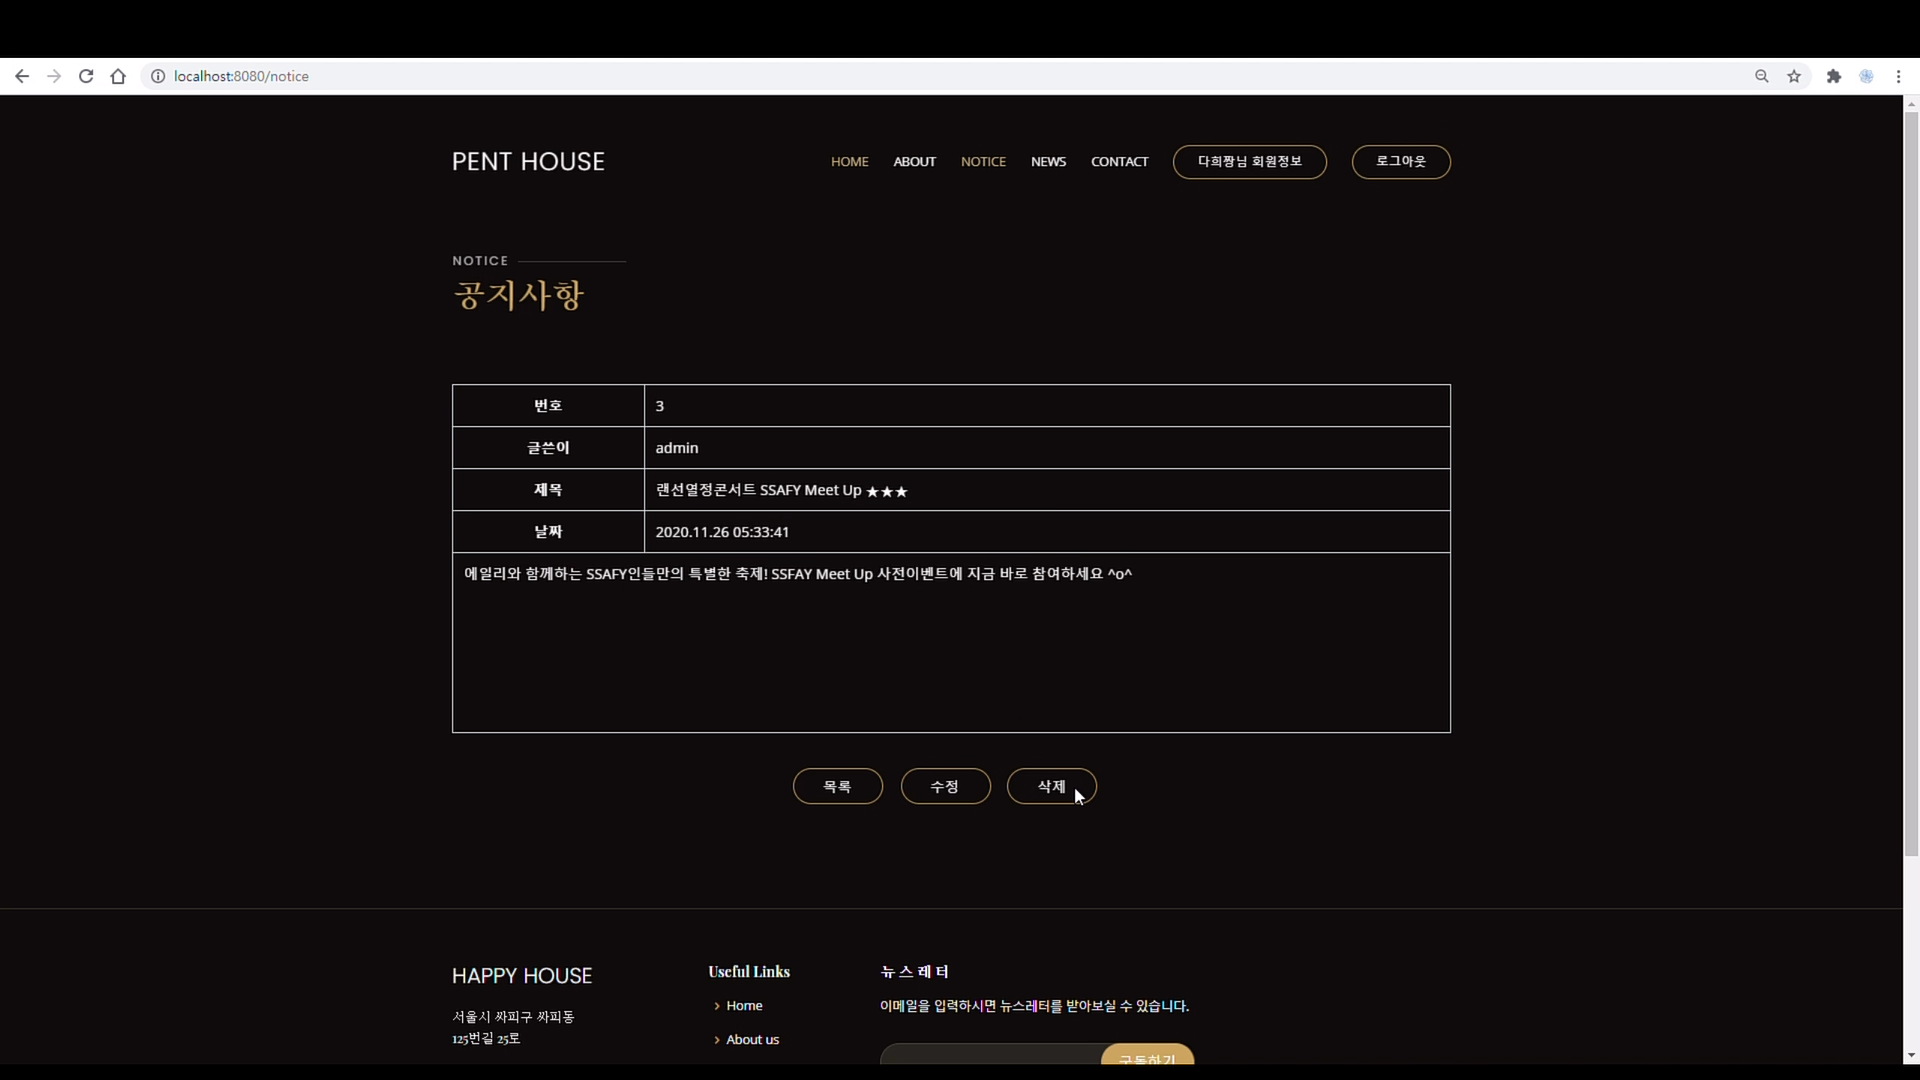 localhost:8080/notice
PENT HOUSE
HOME ABOUT NOTICE NEWS CONTACT 다희짱님 회원정보 로그아웃
NOTICE
공지사항
번호 3
글쓴이 admin
제목 랜선열정콘서트 SSAFY Meet Up ★★★
날짜 2020.11.26 05:33:41
에일리와 함께하는 SSAFY인들만의 특별한 축제! SSFAY Meet Up 사전이벤트에 지금 바로 참여하세요 ^o^
목록 수정 삭제
HAPPY HOUSE
서울시 싸피구 싸피동
125번길 25로
Useful Links
Home
About us
뉴스레터
이메일을 입력하시면 뉴스레터를 받아보실 수 있습니다.
구독하기